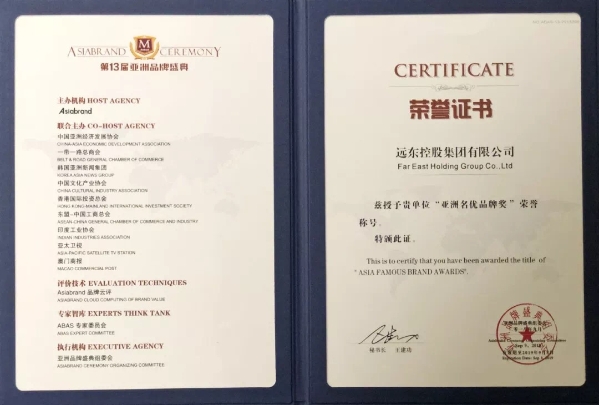 ASIABRAND CEREMONY
M
第13届亚洲品牌盛典
主办机构 HOST AGENCY
Asiabrand
联合主办 CO-HOST AGENCY
中国亚洲经济发展协会
CHINA-ASIA ECONOMIC DEVELOPMENT ASSOCIATION
一带一路总商会
BELT & ROAD GENERAL CHAMBER OF COMMERCE
韩国亚洲新闻集团
KOREA ASIA NEWS GROUP
中国文化产业协会
CHINA CULTURAL INDUSTRY ASSOCIATION
香港国际投资总会
HONG KONG-MAINLAND INTERNATIONAL INVESTMENT SOCIETY
东盟-中国工商总会
ASEAN-CHINA GENERAL CHAMBER OF COMMERCE AND INDUSTRY
印度工业协会
INDIAN INDUSTRIES ASSOCIATION
亚太卫视
ASIA PACIFIC SATELLITE TV STATION
澳门商报
MACAO COMMERCIAL POST
评价技术 EVALUATION TECHNIQUES
Asiabrand 品牌云评
ASIABRAND CLOUD COMPUTING OF BRAND VALUE
专家智库 EXPERTS THINK TANK
ABAS 专家委员会
ABAS EXPERT COMMITTEE
执行机构 EXECUTIVE AGENCY
亚洲品牌盛典组委会
ASIABRAND CEREMONY ORGANIZING COMMITTEE
CERTIFICATE
荣誉证书
远东控股集团有限公司
Far East Holding Group Co.,Ltd
兹授予贵单位“亚洲名优品牌奖”荣誉
称号。
特颁此证。
This is to certify that you have been awarded the title of
“ASIA FAMOUS BRAND AWARDS”.
秘书长 王建功